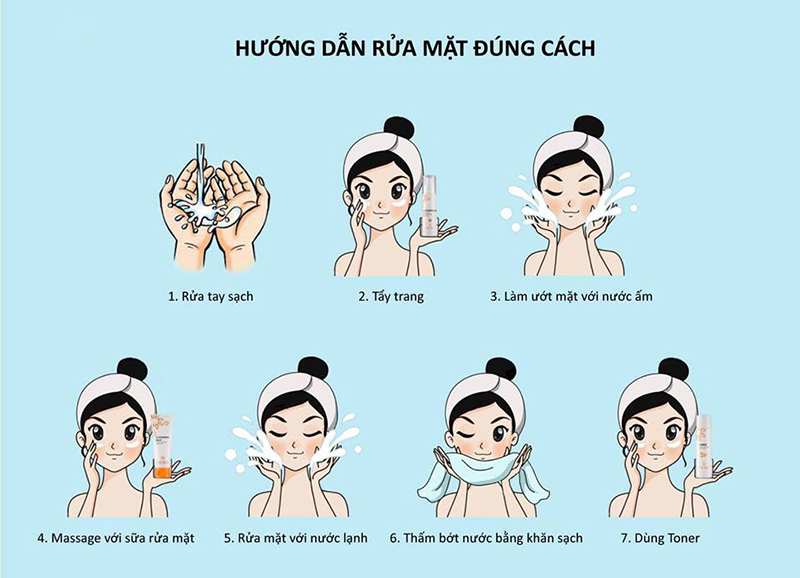 HƯỚNG DẪN RỬA MẶT ĐÚNG CÁCH
1. Rửa tay sạch
2. Tẩy trang
3. Làm ướt mặt với nước ấm
4. Massage với sữa rửa mặt
5. Rửa mặt với nước lạnh
6. Thấm bớt nước bằng khăn sạch
7. Dùng Toner